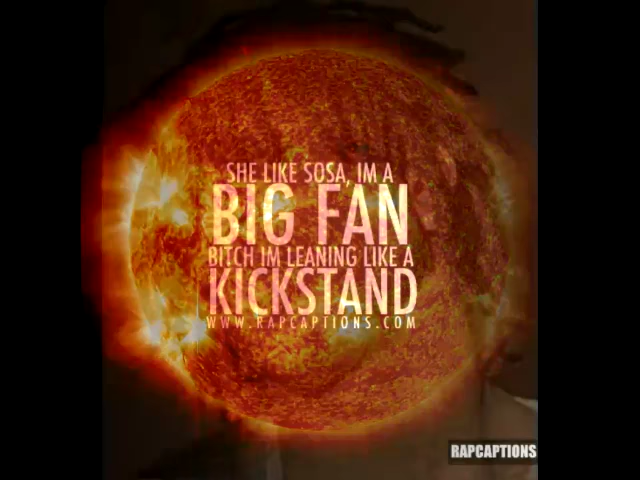 SHE LIKE SOSA, IM A
BIG FAN
BITCH IM LEANING LIKE A
KICKSTAND
WWW.RAPCAPTIONS.COM
RAPCAPTIONS